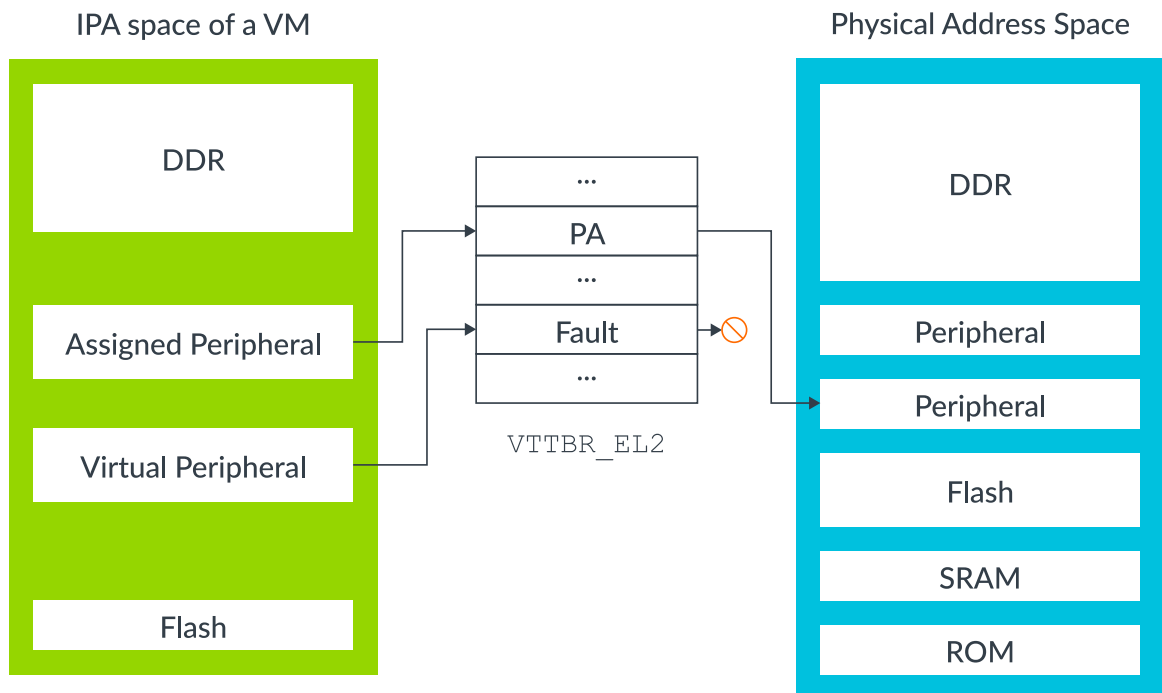 IPA space of a VM
DDR
Assigned Peripheral
Virtual Peripheral
Flash
...
PA
...
Fault
...
VTTBR_EL2
Physical Address Space
DDR
Peripheral
Peripheral
Flash
SRAM
ROM